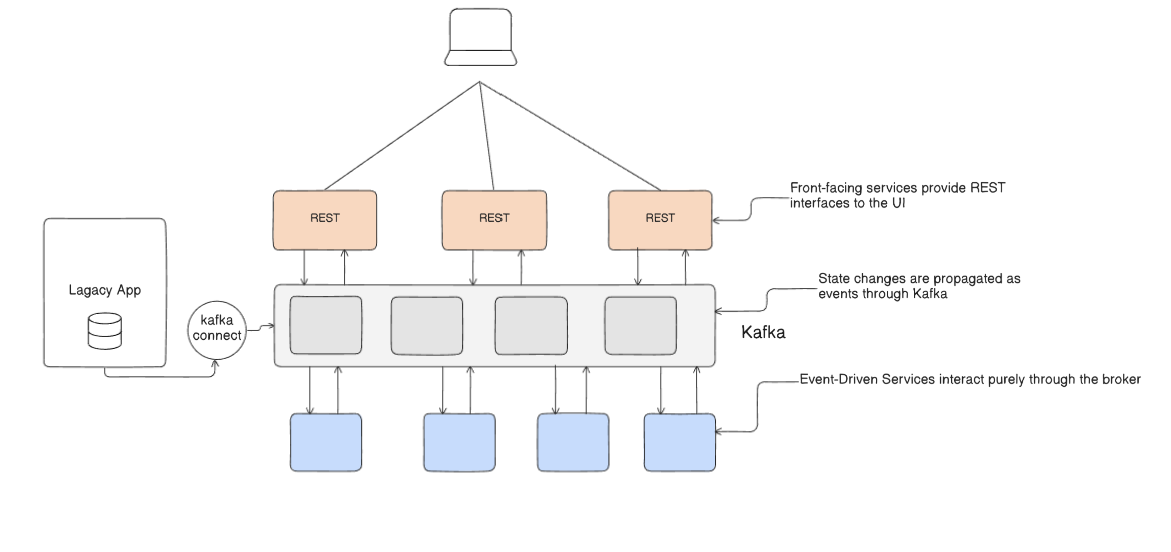 REST
REST
REST
Front-facing services provide REST
interfaces to the UI
Lagacy App
kafka
connect
State changes are propagated as
events through Kafka
Kafka
Event-Driven Services interact purely through the broker